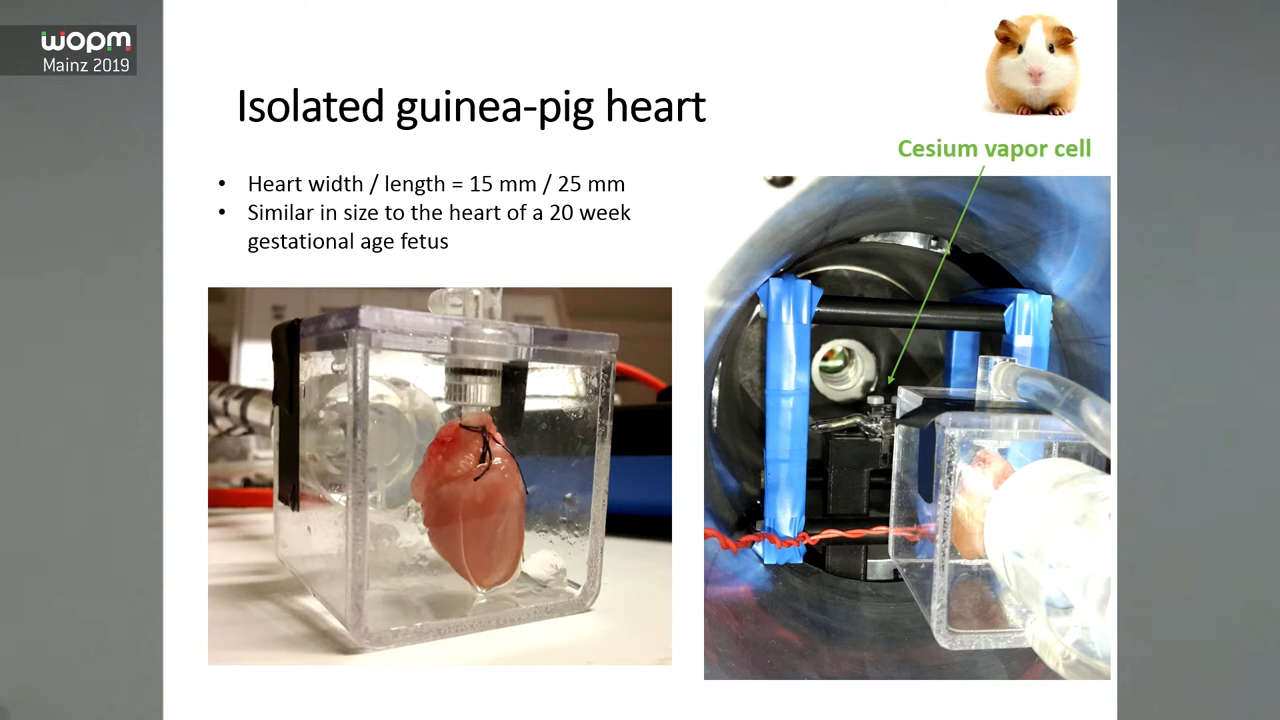 wopm
Mainz 2019
Isolated guinea-pig heart
Cesium vapor cell
• Heart width / length = 15 mm / 25 mm
• Similar in size to the heart of a 20 week
gestational age fetus